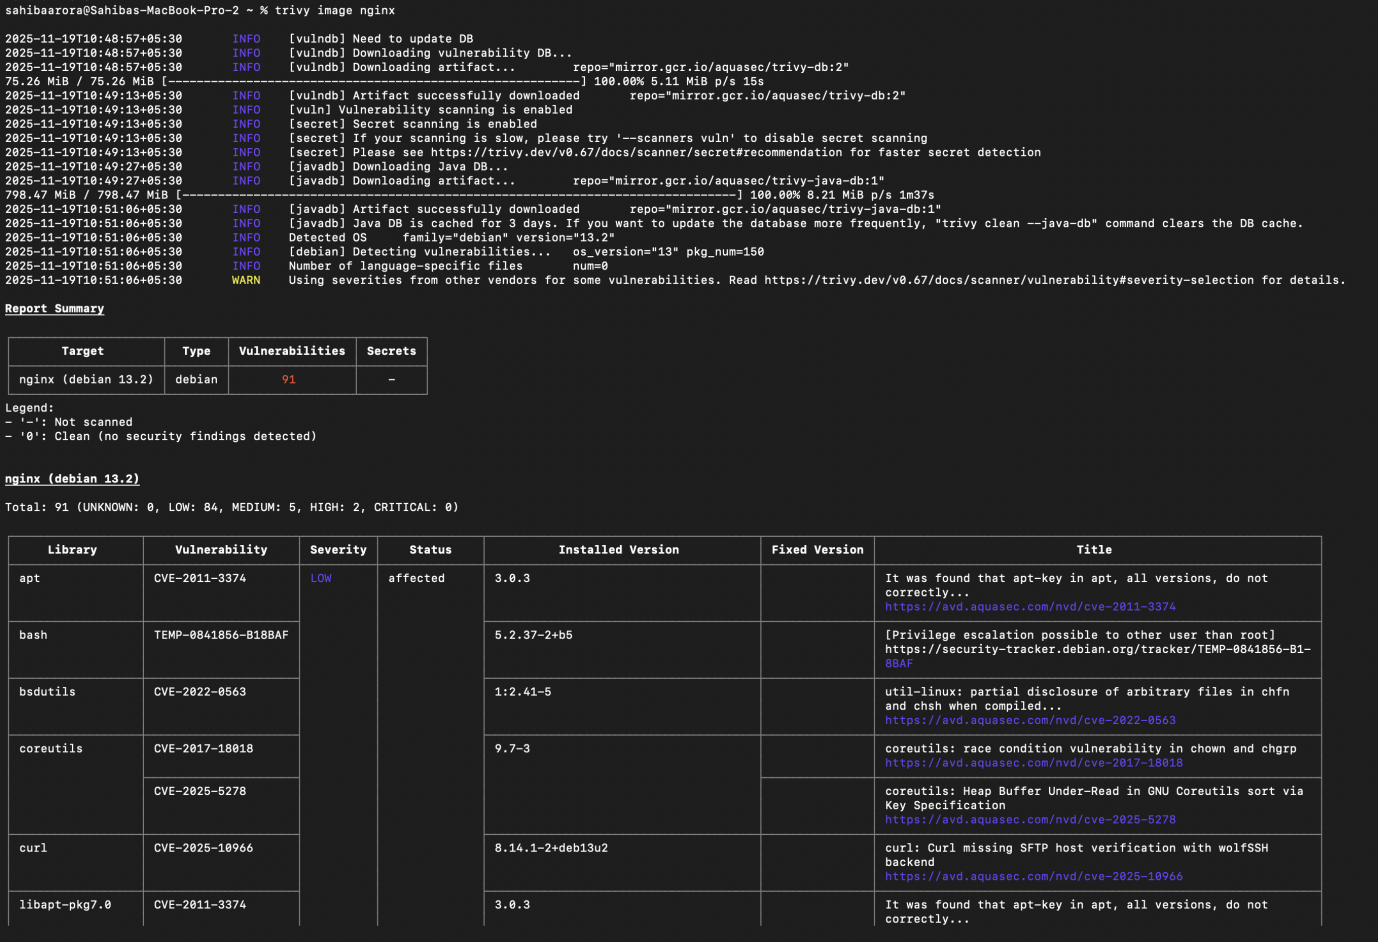 sahibaarora@Sahibas-MacBook-Pro-2 ~ % trivy image nginx
2025-11-19T10:48:57+05:30 INFO [vulndb] Need to update DB
2025-11-19T10:48:57+05:30 INFO [vulndb] Downloading vulnerability DB...
2025-11-19T10:48:57+05:30 INFO [vulndb] Downloading artifact... repo="mirror.gcr.io/aquasec/trivy-db:2"
75.26 MiB / 75.26 MiB [-----------------------------------------------------------] 100.00% 5.11 MiB p/s 15s
2025-11-19T10:49:13+05:30 INFO [vulndb] Artifact successfully downloaded repo="mirror.gcr.io/aquasec/trivy-db:2"
2025-11-19T10:49:13+05:30 INFO [vuln] Vulnerability scanning is enabled
2025-11-19T10:49:13+05:30 INFO [secret] Secret scanning is enabled
2025-11-19T10:49:13+05:30 INFO [secret] If your scanning is slow, please try '--scanners vuln' to disable secret scanning
2025-11-19T10:49:13+05:30 INFO [secret] Please see https://trivy.dev/v0.67/docs/scanner/secret#recommendation for faster secret detection
2025-11-19T10:49:27+05:30 INFO [javadb] Downloading Java DB...
2025-11-19T10:49:27+05:30 INFO [javadb] Downloading artifact... repo="mirror.gcr.io/aquasec/trivy-java-db:1"
798.47 MiB / 798.47 MiB [------------------------------------------------------------------------------] 100.00% 8.21 MiB p/s 1m37s
2025-11-19T10:51:06+05:30 INFO [javadb] Artifact successfully downloaded repo="mirror.gcr.io/aquasec/trivy-java-db:1"
2025-11-19T10:51:06+05:30 INFO [javadb] Java DB is cached for 3 days. If you want to update the database more frequently, "trivy clean --java-db" command clears the DB cache.
2025-11-19T10:51:06+05:30 INFO Detected OS family="debian" version="13.2"
2025-11-19T10:51:06+05:30 INFO [debian] Detecting vulnerabilities... os_version="13" pkg_num=150
2025-11-19T10:51:06+05:30 INFO Number of language-specific files num=0
2025-11-19T10:51:06+05:30 WARN Using severities from other vendors for some vulnerabilities. Read https://trivy.dev/v0.67/docs/scanner/vulnerability#severity-selection for details.
Report Summary
Target Type Vulnerabilities Secrets
nginx (debian 13.2) debian 91 -
Legend:
- '-': Not scanned
- '0': Clean (no security findings detected)
nginx (debian 13.2)
Total: 91 (UNKNOWN: 0, LOW: 84, MEDIUM: 5, HIGH: 2, CRITICAL: 0)
Library Vulnerability Severity Status Installed Version Fixed Version Title
apt CVE-2011-3374 LOW affected 3.0.3 It was found that apt-key in apt, all versions, do not
correctly...
https://avd.aquasec.com/nvd/cve-2011-3374
bash TEMP-0841856-B18BAF 5.2.37-2+b5 [Privilege escalation possible to other user than root]
https://security-tracker.debian.org/tracker/TEMP-0841856-B1-
8BAF
bsdutils CVE-2022-0563 1:2.41-5 util-linux: partial disclosure of arbitrary files in chfn
and chsh when compiled...
https://avd.aquasec.com/nvd/cve-2022-0563
coreutils CVE-2017-18018 9.7-3 coreutils: race condition vulnerability in chown and chgrp
https://avd.aquasec.com/nvd/cve-2017-18018
CVE-2025-5278 coreutils: Heap Buffer Under-Read in GNU Coreutils sort via
Key Specification
https://avd.aquasec.com/nvd/cve-2025-5278
curl CVE-2025-10966 8.14.1-2+deb13u2 curl: Curl missing SFTP host verification with wolfSSH
backend
https://avd.aquasec.com/nvd/cve-2025-10966
libapt-pkg7.0 CVE-2011-3374 3.0.3 It was found that apt-key in apt, all versions, do not
correctly...